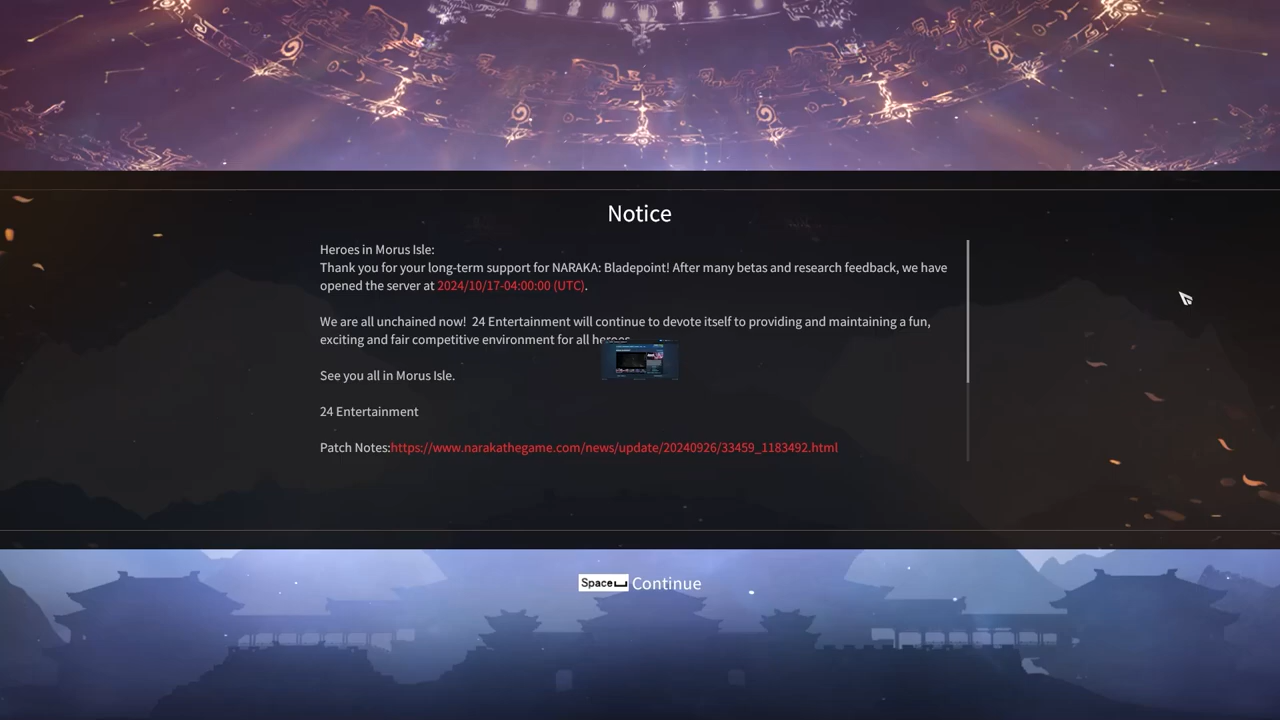 Notice
Heroes in Morus Isle:
Thank you for your long-term support for NARAKA: Bladepoint! After many betas and research feedback, we have
opened the server at 2024/10/17-04:00:00 (UTC).
We are all unchained now!  24 Entertainment will continue to devote itself to providing and maintaining a fun,
exciting and fair competitive environment for all heroes.
See you all in Morus Isle.
24 Entertainment
Patch Notes:https://www.narakathegame.com/news/update/20240926/33459_1183492.html
Space Continue